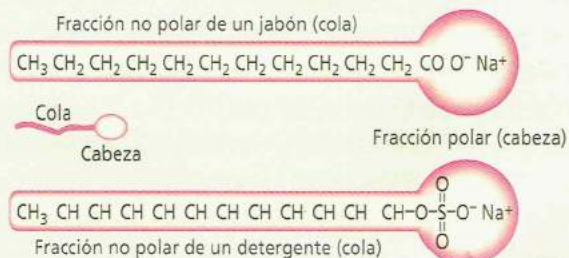 Fracción no polar de un jabón (cola)
CH₃ CH₂ CH₂ CH₂ CH₂ CH₂ CH₂ CH₂ CH₂ CH₂ CH₂ CO O⁻ Na⁺
Cola
Cabeza
Fracción polar (cabeza)
O
CH₃ CH CH CH CH CH CH CH CH CH CH CH–O–S–O⁻ Na⁺
O
Fracción no polar de un detergente (cola)